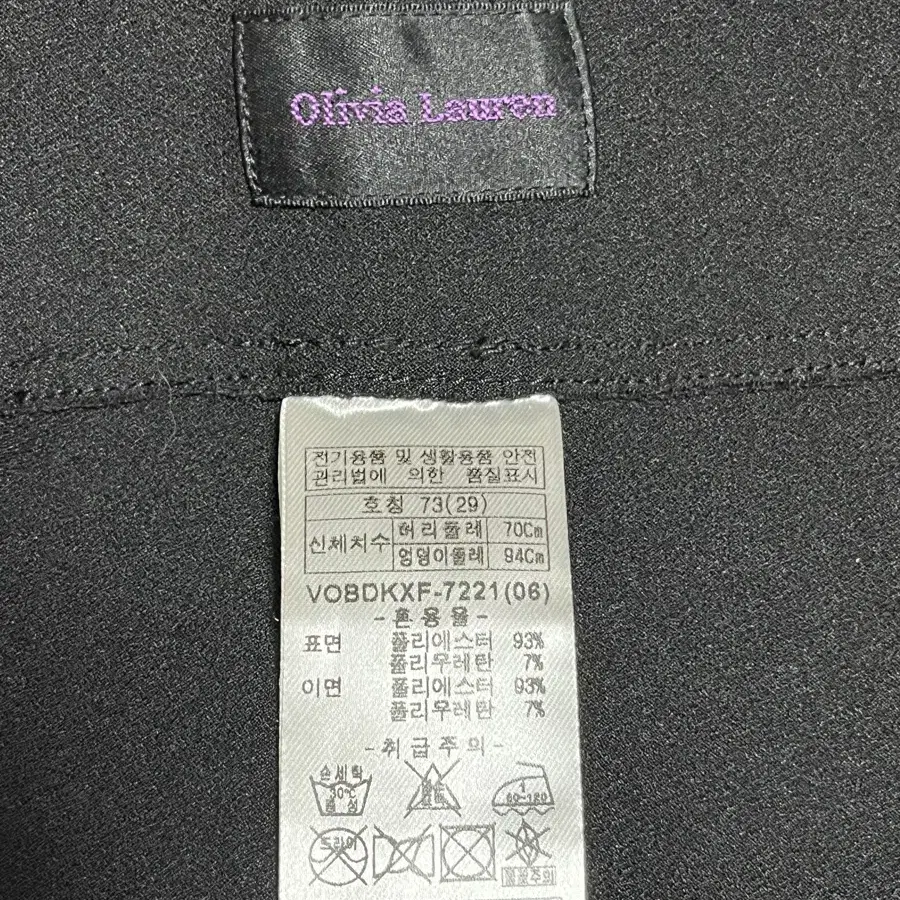 Olivia Lauren
전기용품 및 생활용품 안전
관리법에 의한 품질표시
호칭 73(29)
신체치수 허리둘레 70Cm
엉덩이둘레 94Cm
VOBDKXF-7221(06)
-혼용율-
표면 폴리에스터 93%
폴리우레탄 7%
이면 폴리에스터 93%
폴리우레탄 7%
-취급주의-
손세탁
30℃
중성
1
80-120
드라이